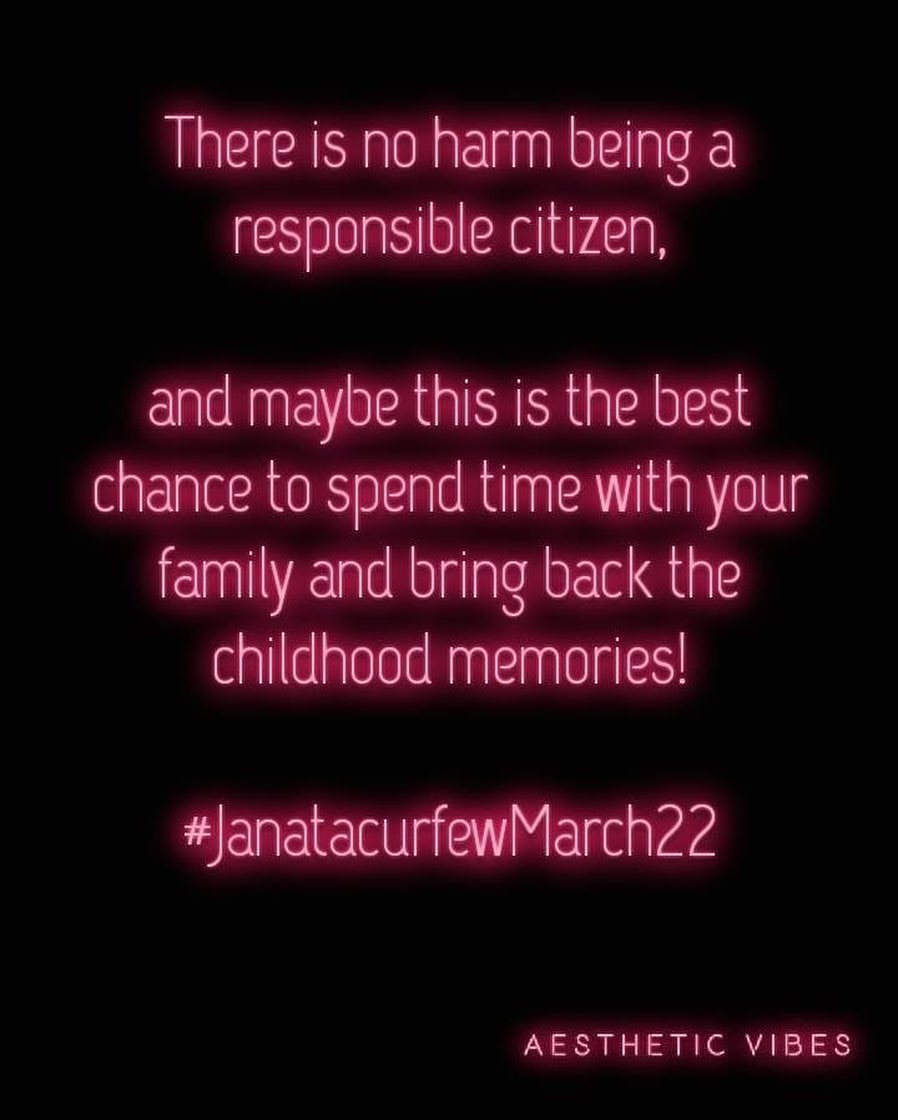 There is no harm being a
responsible citizen,
and maybe this is the best
chance to spend time with your
family and bring back the
childhood memories!
#JanatacurfewMarch22
AESTHETIC VIBES